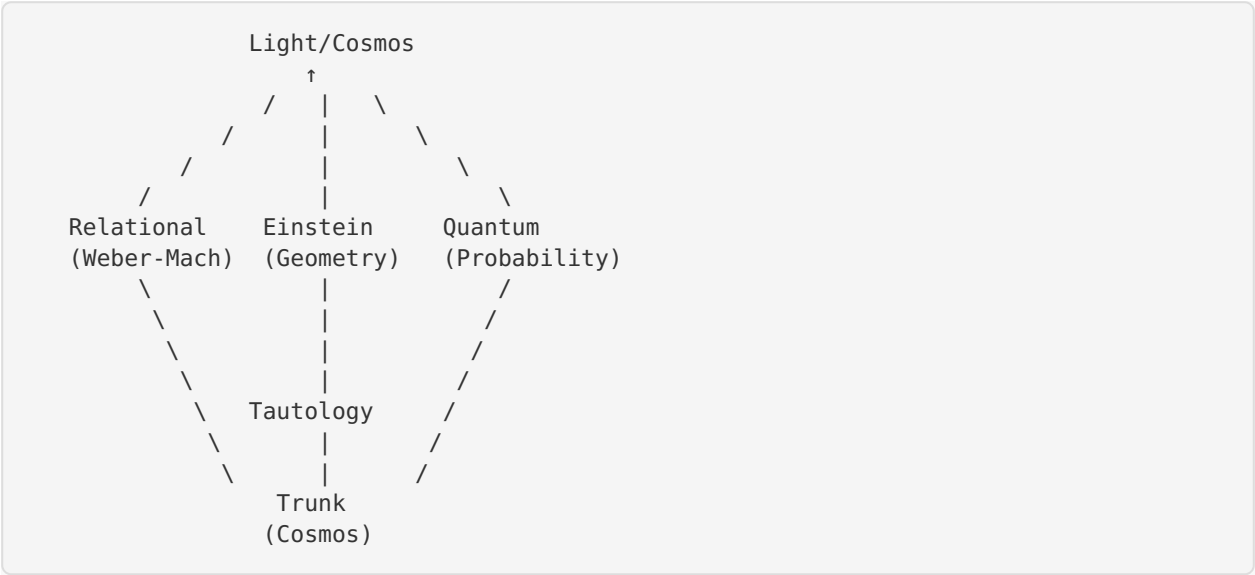 Light/Cosmos
↑
/ | \
/ | \
/ | \
/ | \
Relational Einstein Quantum
(Weber-Mach) (Geometry) (Probability)
\ | /
\ | /
\ | /
\ | /
\ Tautology /
\ | /
\ | /
Trunk
(Cosmos)